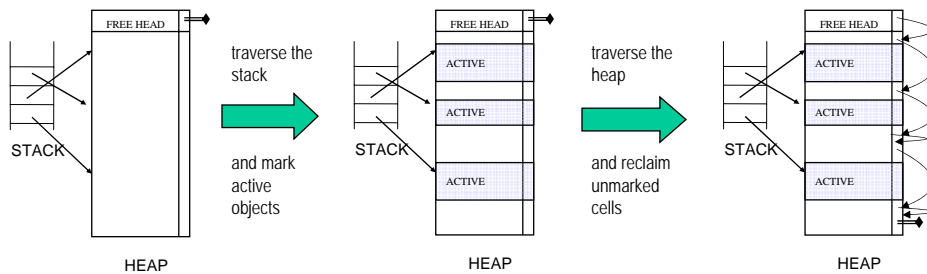 FREE HEAD
STACK
HEAP
traverse the
stack
and mark
active
objects
FREE HEAD
ACTIVE
ACTIVE
ACTIVE
STACK
HEAP
traverse the
heap
and reclaim
unmarked
cells
FREE HEAD
ACTIVE
ACTIVE
ACTIVE
STACK
HEAP